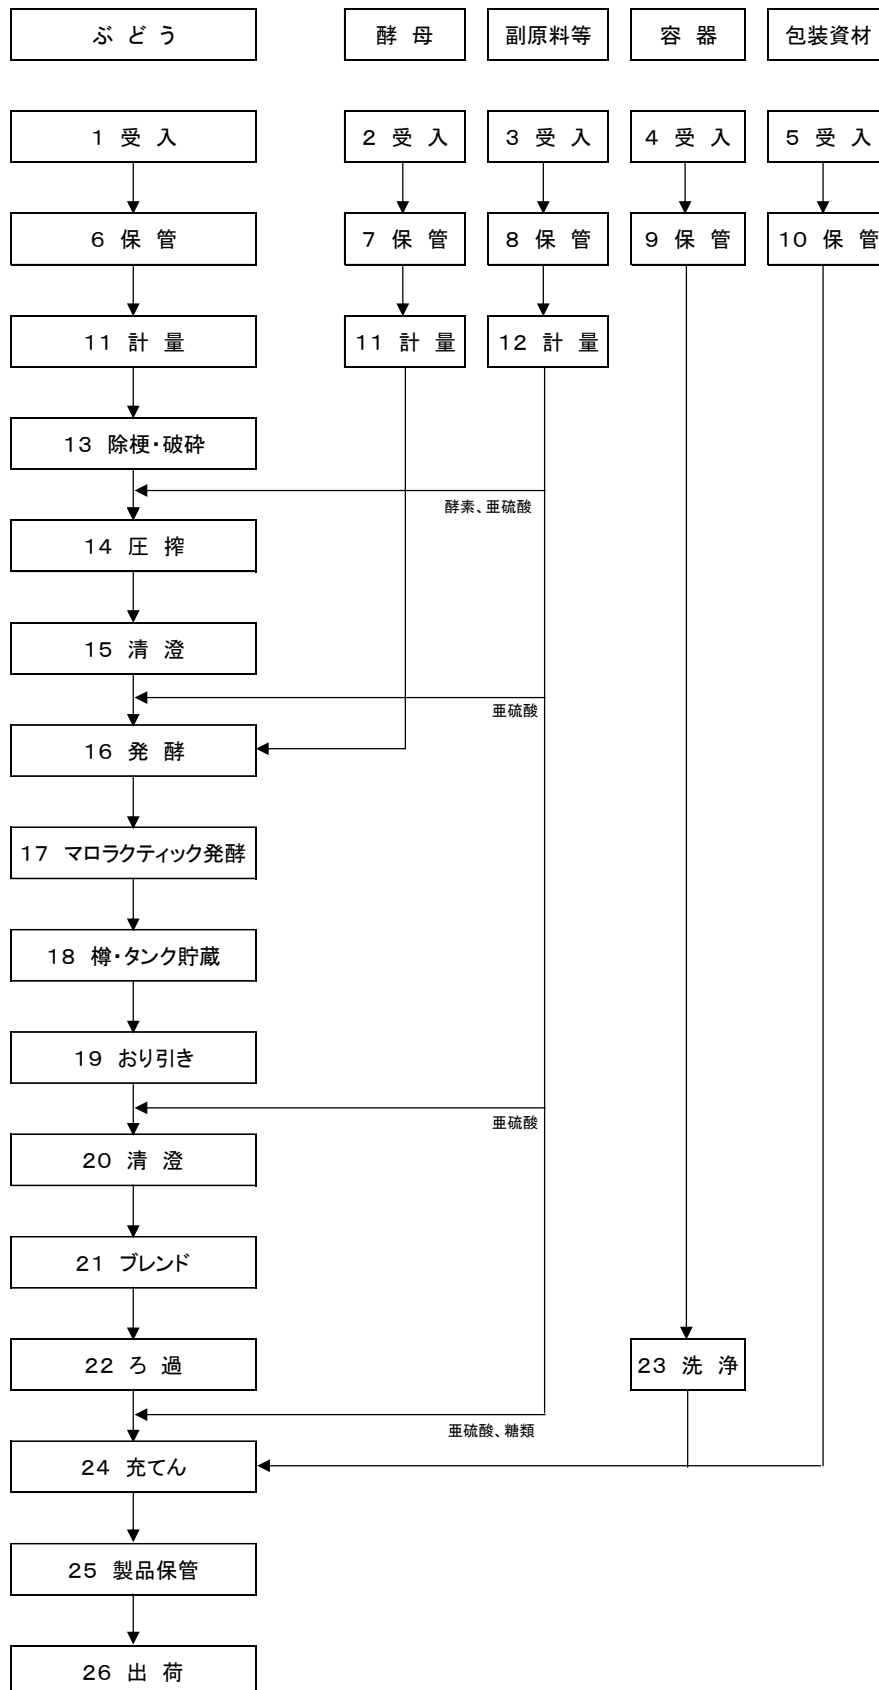 ぶ ど う
酵 母
副原料等
容 器
包装資材
1 受 入
2 受 入
3 受 入
4 受 入
5 受 入
6 保 管
7 保 管
8 保 管
9 保 管
10 保 管
11 計 量
11 計 量
12 計 量
13 除梗・破砕
酵素、亜硫酸
14 圧 搾
15 清 澄
亜硫酸
16 発 酵
17 マロラクティック発酵
18 樽・タンク貯蔵
19 おり引き
亜硫酸
20 清 澄
21 ブレンド
22 ろ 過
23 洗 浄
亜硫酸、糖類
24 充てん
25 製品保管
26 出 荷